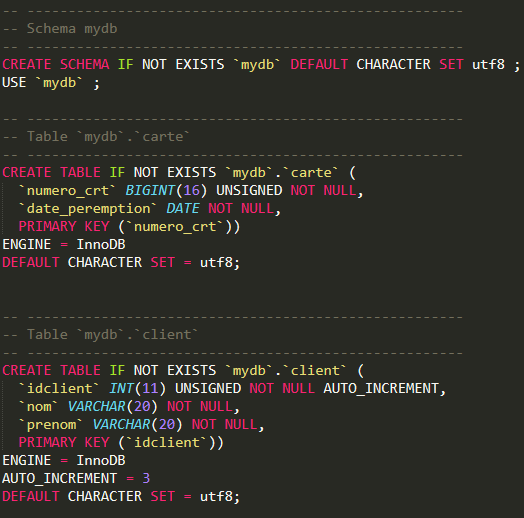 -- -----------------------------------------------------
-- Schema mydb
-- -----------------------------------------------------
CREATE SCHEMA IF NOT EXISTS `mydb` DEFAULT CHARACTER SET utf8 ;
USE `mydb` ;

-- -----------------------------------------------------
-- Table `mydb`.`carte`
-- -----------------------------------------------------
CREATE TABLE IF NOT EXISTS `mydb`.`carte` (
  `numero_crt` BIGINT(16) UNSIGNED NOT NULL,
  `date_peremption` DATE NOT NULL,
  PRIMARY KEY (`numero_crt`))
ENGINE = InnoDB
DEFAULT CHARACTER SET = utf8;


-- -----------------------------------------------------
-- Table `mydb`.`client`
-- -----------------------------------------------------
CREATE TABLE IF NOT EXISTS `mydb`.`client` (
  `idclient` INT(11) UNSIGNED NOT NULL AUTO_INCREMENT,
  `nom` VARCHAR(20) NOT NULL,
  `prenom` VARCHAR(20) NOT NULL,
  PRIMARY KEY (`idclient`))
ENGINE = InnoDB
AUTO_INCREMENT = 3
DEFAULT CHARACTER SET = utf8;